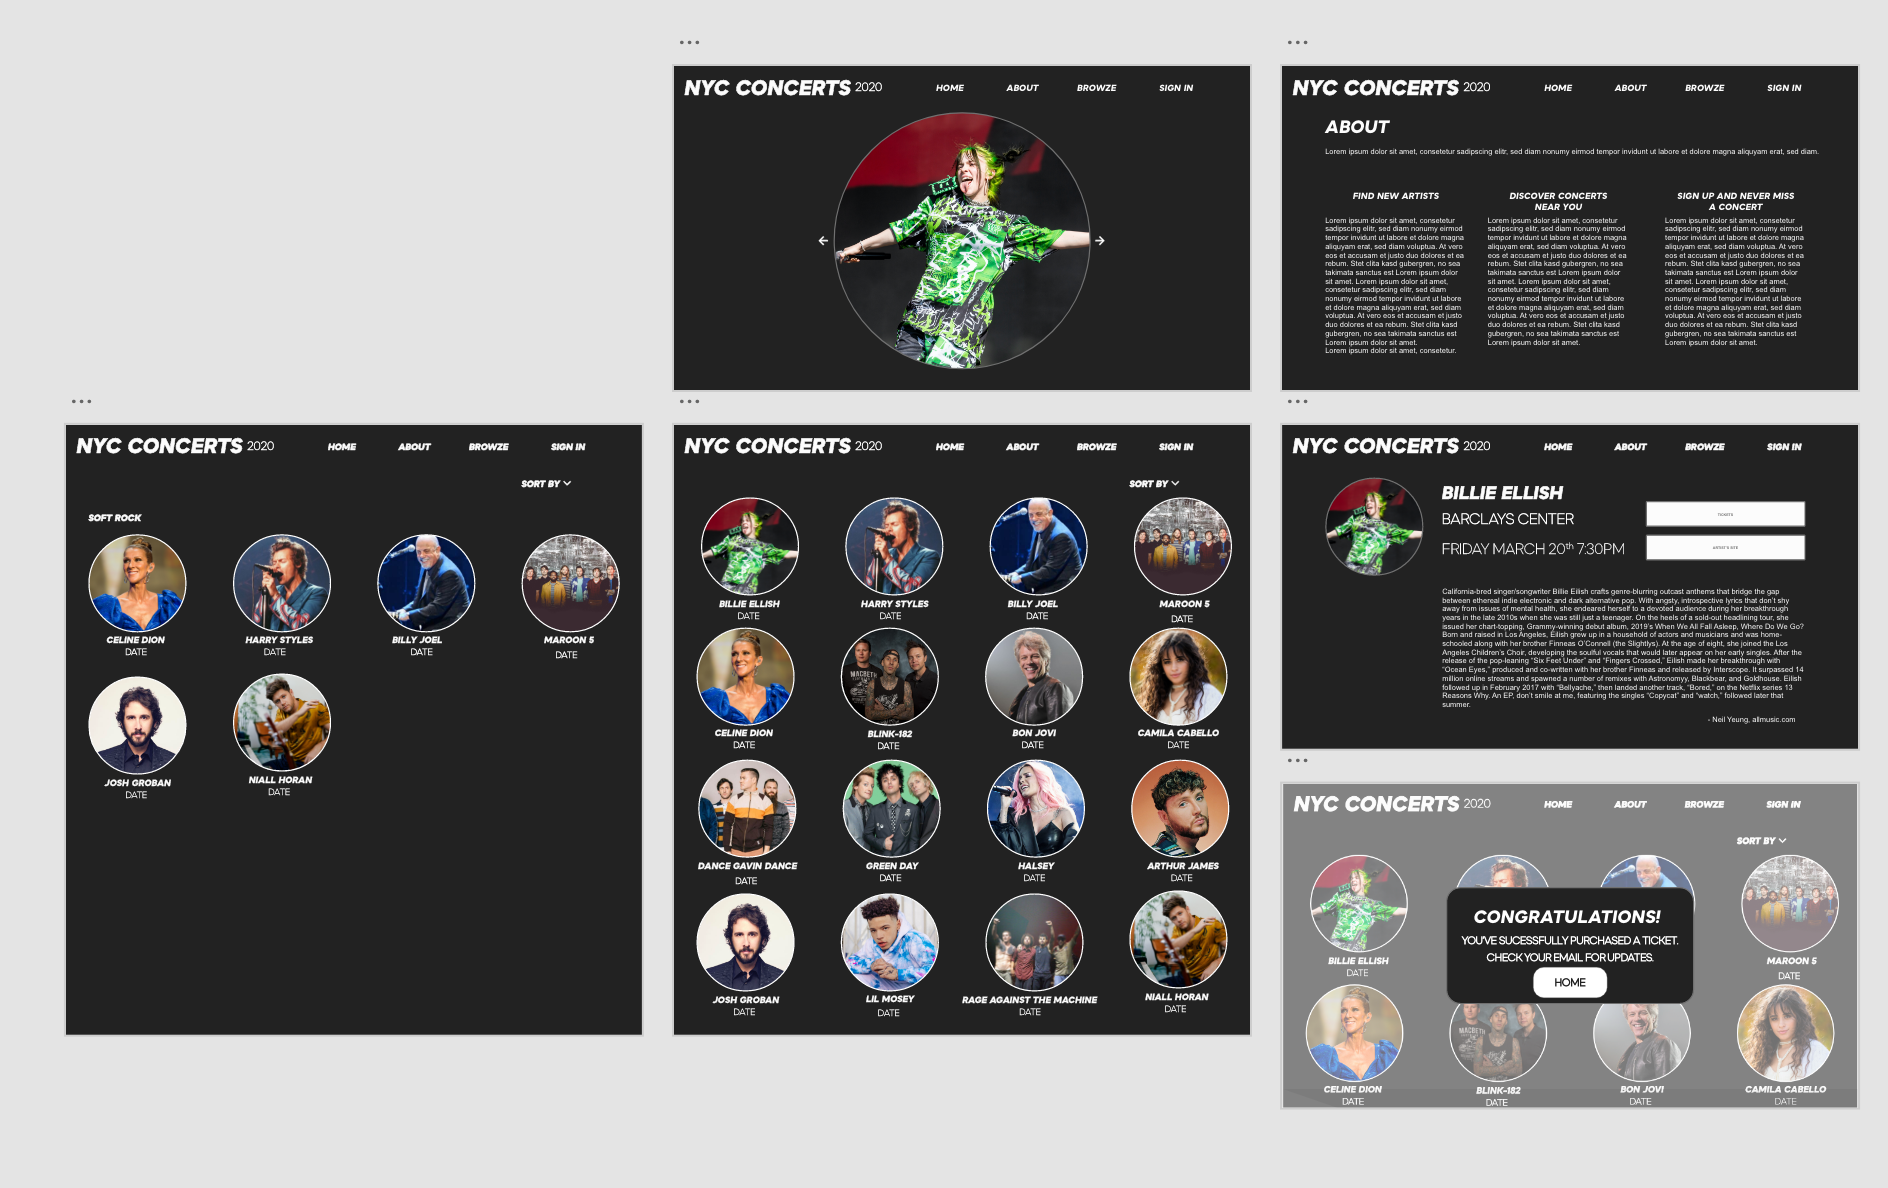 NYC CONCERTS 2020
HOME ABOUT BROWZE SIGN IN
NYC CONCERTS 2020
HOME ABOUT BROWZE SIGN IN
ABOUT
Lorem ipsum dolor sit amet, consetetur sadipscing elitr, sed diam nonumy eirmod tempor invidunt ut labore et dolore magna aliquyam erat, sed diam.
FIND NEW ARTISTS
Lorem ipsum dolor sit amet, consetetur
sadipscing elitr, sed diam nonumy eirmod
tempor invidunt ut labore et dolore magna
aliquyam erat, sed diam voluptua. At vero
eos et accusam et justo duo dolores et ea
rebum. Stet clita kasd gubergren, no sea
takimata sanctus est Lorem ipsum dolor
sit amet. Lorem ipsum dolor sit amet,
consetetur sadipscing elitr, sed diam
nonumy eirmod tempor invidunt ut labore
et dolore magna aliquyam erat, sed diam
voluptua. At vero eos et accusam et justo
duo dolores et ea rebum. Stet clita kasd
gubergren, no sea takimata sanctus est
Lorem ipsum dolor sit amet.
Lorem ipsum dolor sit amet, consetetur.
DISCOVER CONCERTS
NEAR YOU
Lorem ipsum dolor sit amet, consetetur
sadipscing elitr, sed diam nonumy eirmod
tempor invidunt ut labore et dolore magna
aliquyam erat, sed diam voluptua. At vero
eos et accusam et justo duo dolores et ea
rebum. Stet clita kasd gubergren, no sea
takimata sanctus est Lorem ipsum dolor
sit amet. Lorem ipsum dolor sit amet,
consetetur sadipscing elitr, sed diam
nonumy eirmod tempor invidunt ut labore
et dolore magna aliquyam erat, sed diam
voluptua. At vero eos et accusam et justo
duo dolores et ea rebum. Stet clita kasd
gubergren, no sea takimata sanctus est
Lorem ipsum dolor sit amet.
SIGN UP AND NEVER MISS
A CONCERT
Lorem ipsum dolor sit amet, consetetur
sadipscing elitr, sed diam nonumy eirmod
tempor invidunt ut labore et dolore magna
aliquyam erat, sed diam voluptua. At vero
eos et accusam et justo duo dolores et ea
rebum. Stet clita kasd gubergren, no sea
takimata sanctus est Lorem ipsum dolor
sit amet. Lorem ipsum dolor sit amet,
consetetur sadipscing elitr, sed diam
nonumy eirmod tempor invidunt ut labore
et dolore magna aliquyam erat, sed diam
voluptua. At vero eos et accusam et justo
duo dolores et ea rebum. Stet clita kasd
gubergren, no sea takimata sanctus est
Lorem ipsum dolor sit amet.
NYC CONCERTS 2020
HOME ABOUT BROWZE SIGN IN
SORT BY
SOFT ROCK
CELINE DION HARRY STYLES BILLY JOEL MAROON 5
DATE DATE DATE DATE
JOSH GROBAN NIALL HORAN
DATE DATE
NYC CONCERTS 2020
HOME ABOUT BROWZE SIGN IN
SORT BY
BILLIE ELLISH HARRY STYLES BILLY JOEL MAROON 5
DATE DATE DATE DATE
MACBETH
CELINE DION BLINK-182 BON JOVI CAMILA CABELLO
DATE DATE DATE DATE
DANCE GAVIN DANCE GREEN DAY HALSEY ARTHUR JAMES
DATE DATE DATE DATE
JOSH GROBAN LIL MOSEY RAGE AGAINST THE MACHINE NIALL HORAN
DATE DATE DATE DATE
NYC CONCERTS 2020
HOME ABOUT BROWZE SIGN IN
BILLIE ELLISH
BARCLAYS CENTER
FRIDAY MARCH 20th 7:30PM
TICKETS
ARTIST'S SITE
California-bred singer/songwriter Billie Eilish crafts genre-blurring outcast anthems that bridge the gap
between ethereal indie electronic and dark alternative pop. With angsty, introspective lyrics that don't shy
away from issues of mental health, she endeared herself to a devoted audience during her breakthrough
years in the late 2010s when she was still just a teenager. On the heels of a sold-out headlining tour, she
issued her chart-topping, Grammy-winning debut album, 2019's When We All Fall Asleep, Where Do We Go?
Born and raised in Los Angeles, Eilish grew up in a household of actors and musicians and was home-
schooled along with her brother Finneas O'Connell (the Slightlys). At the age of eight, she joined the Los
Angeles Children's Choir, developing the soulful vocals that would later appear on her early singles. After the
release of the pop-leaning "Six Feet Under" and "Fingers Crossed," Eilish made her breakthrough with
"Ocean Eyes," produced and co-written with her brother Finneas and released by Interscope. It surpassed 14
million online streams and spawned a number of remixes with Astronomyy, Blackbear, and Goldhouse. Eilish
followed up in February 2017 with "Bellyache," then landed another track, "Bored," on the Netflix series 13
Reasons Why. An EP, don't smile at me, featuring the singles "Copycat" and "watch," followed later that
summer.
- Neil Yeung, allmusic.com
NYC CONCERTS 2020
HOME ABOUT BROWZE SIGN IN
SORT BY
CONGRATULATIONS!
YOU'VE SUCESSFULLY PURCHASED A TICKET.
CHECK YOUR EMAIL FOR UPDATES.
HOME
BILLIE ELLISH MAROON 5
DATE DATE
MACBETH
CELINE DION BLINK-182 BON JOVI CAMILA CABELLO
DATE DATE DATE DATE